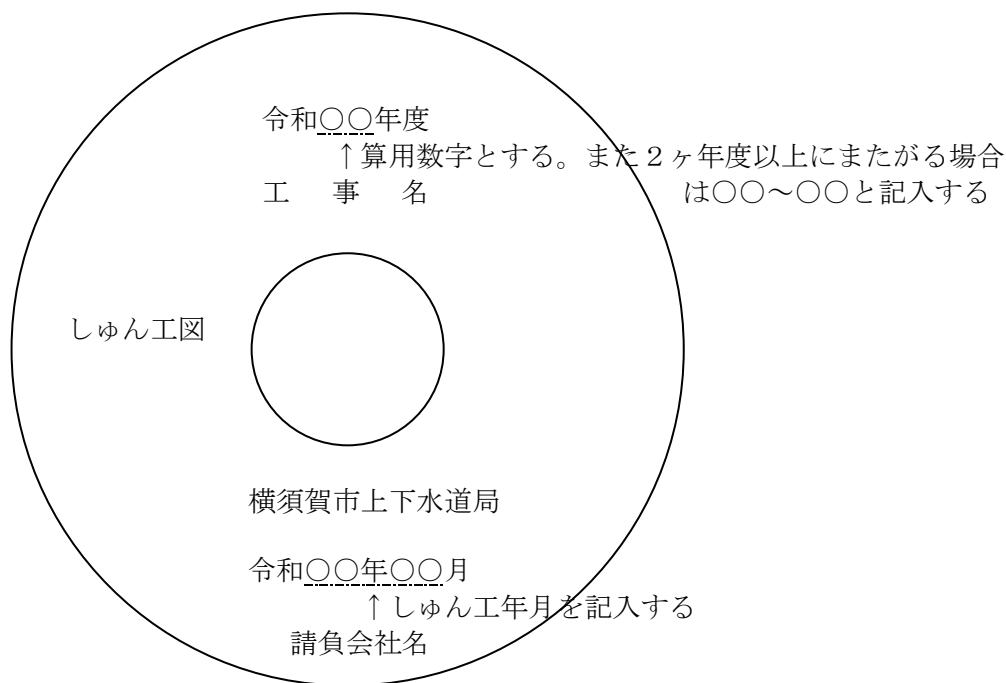 令和○○年度
↑算用数字とする。また２ヶ年度以上にまたがる場合
工　事　名　　　　　　　　　は○○～○○と記入する
しゅん工図
横須賀市上下水道局
令和○○年○○月
↑しゅん工年月を記入する
請負会社名